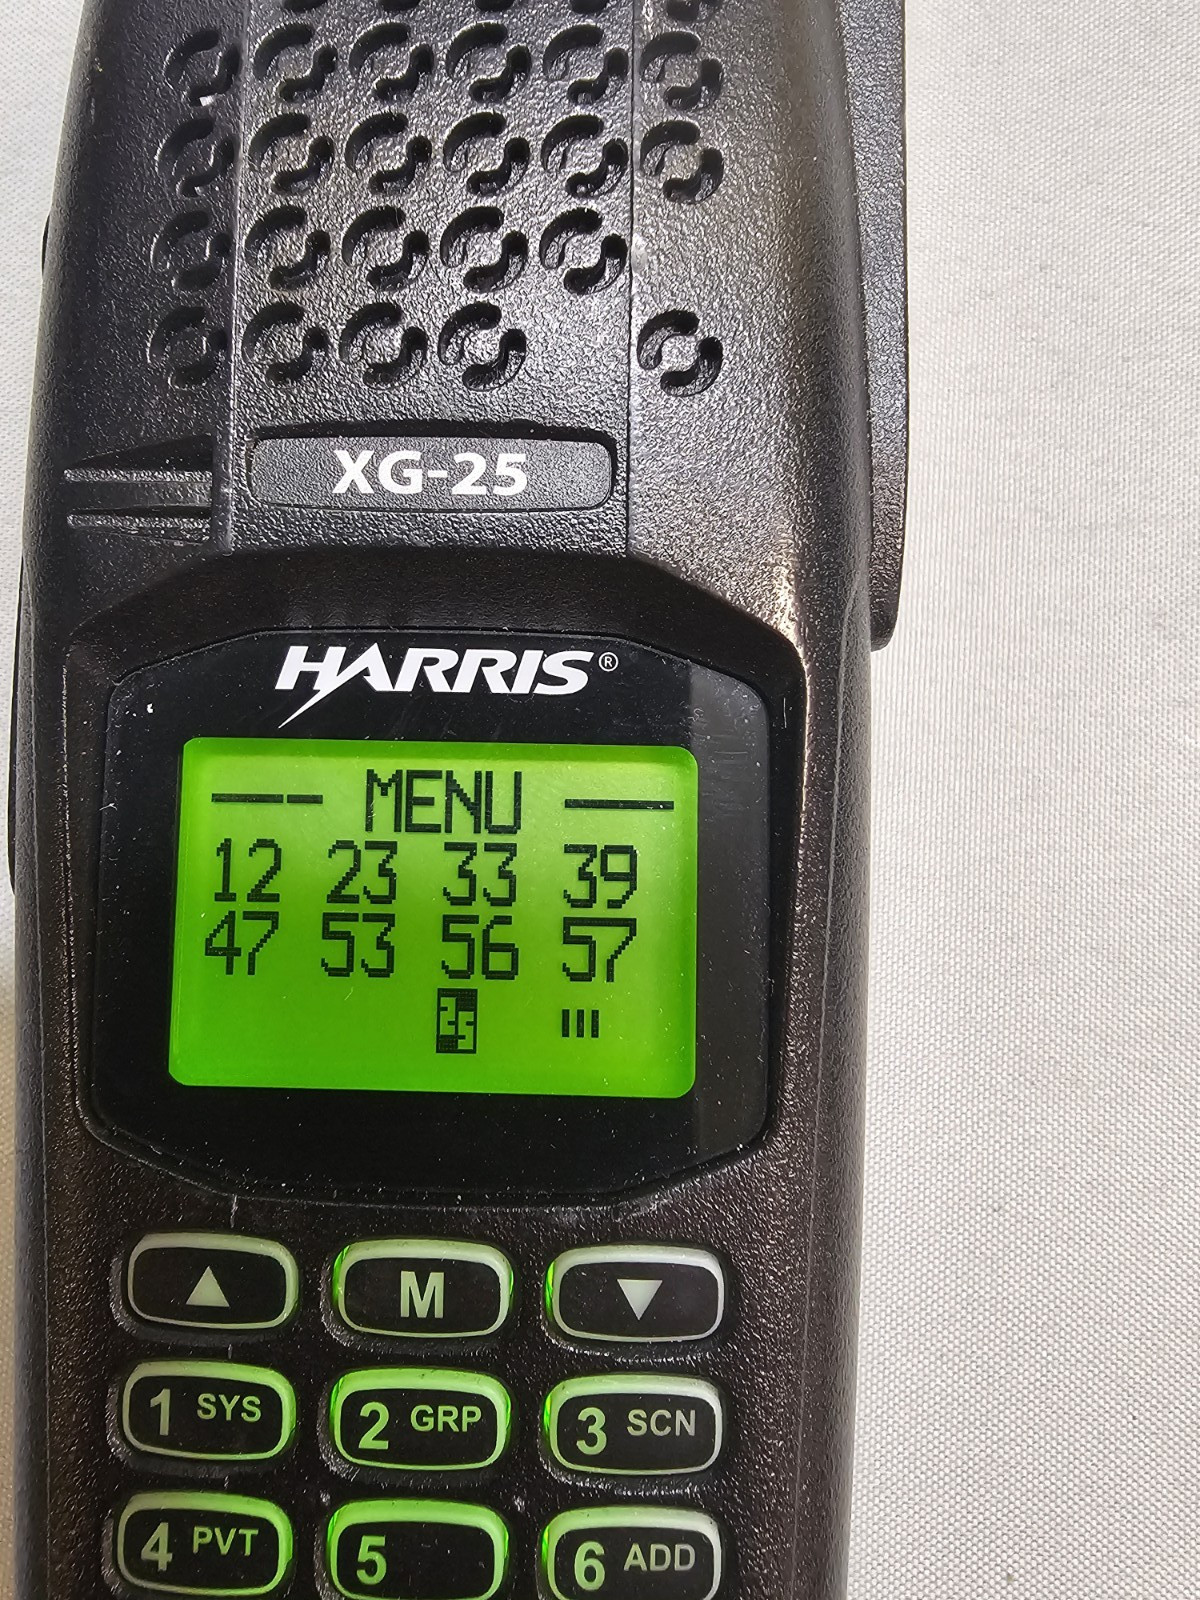 XG-25
HARRIS®
--- MENU ---
12 23 33 39
47 53 56 57
25
▲ M ▼
1 SYS 2 GRP 3 SCN
4 PVT 5 6 ADD